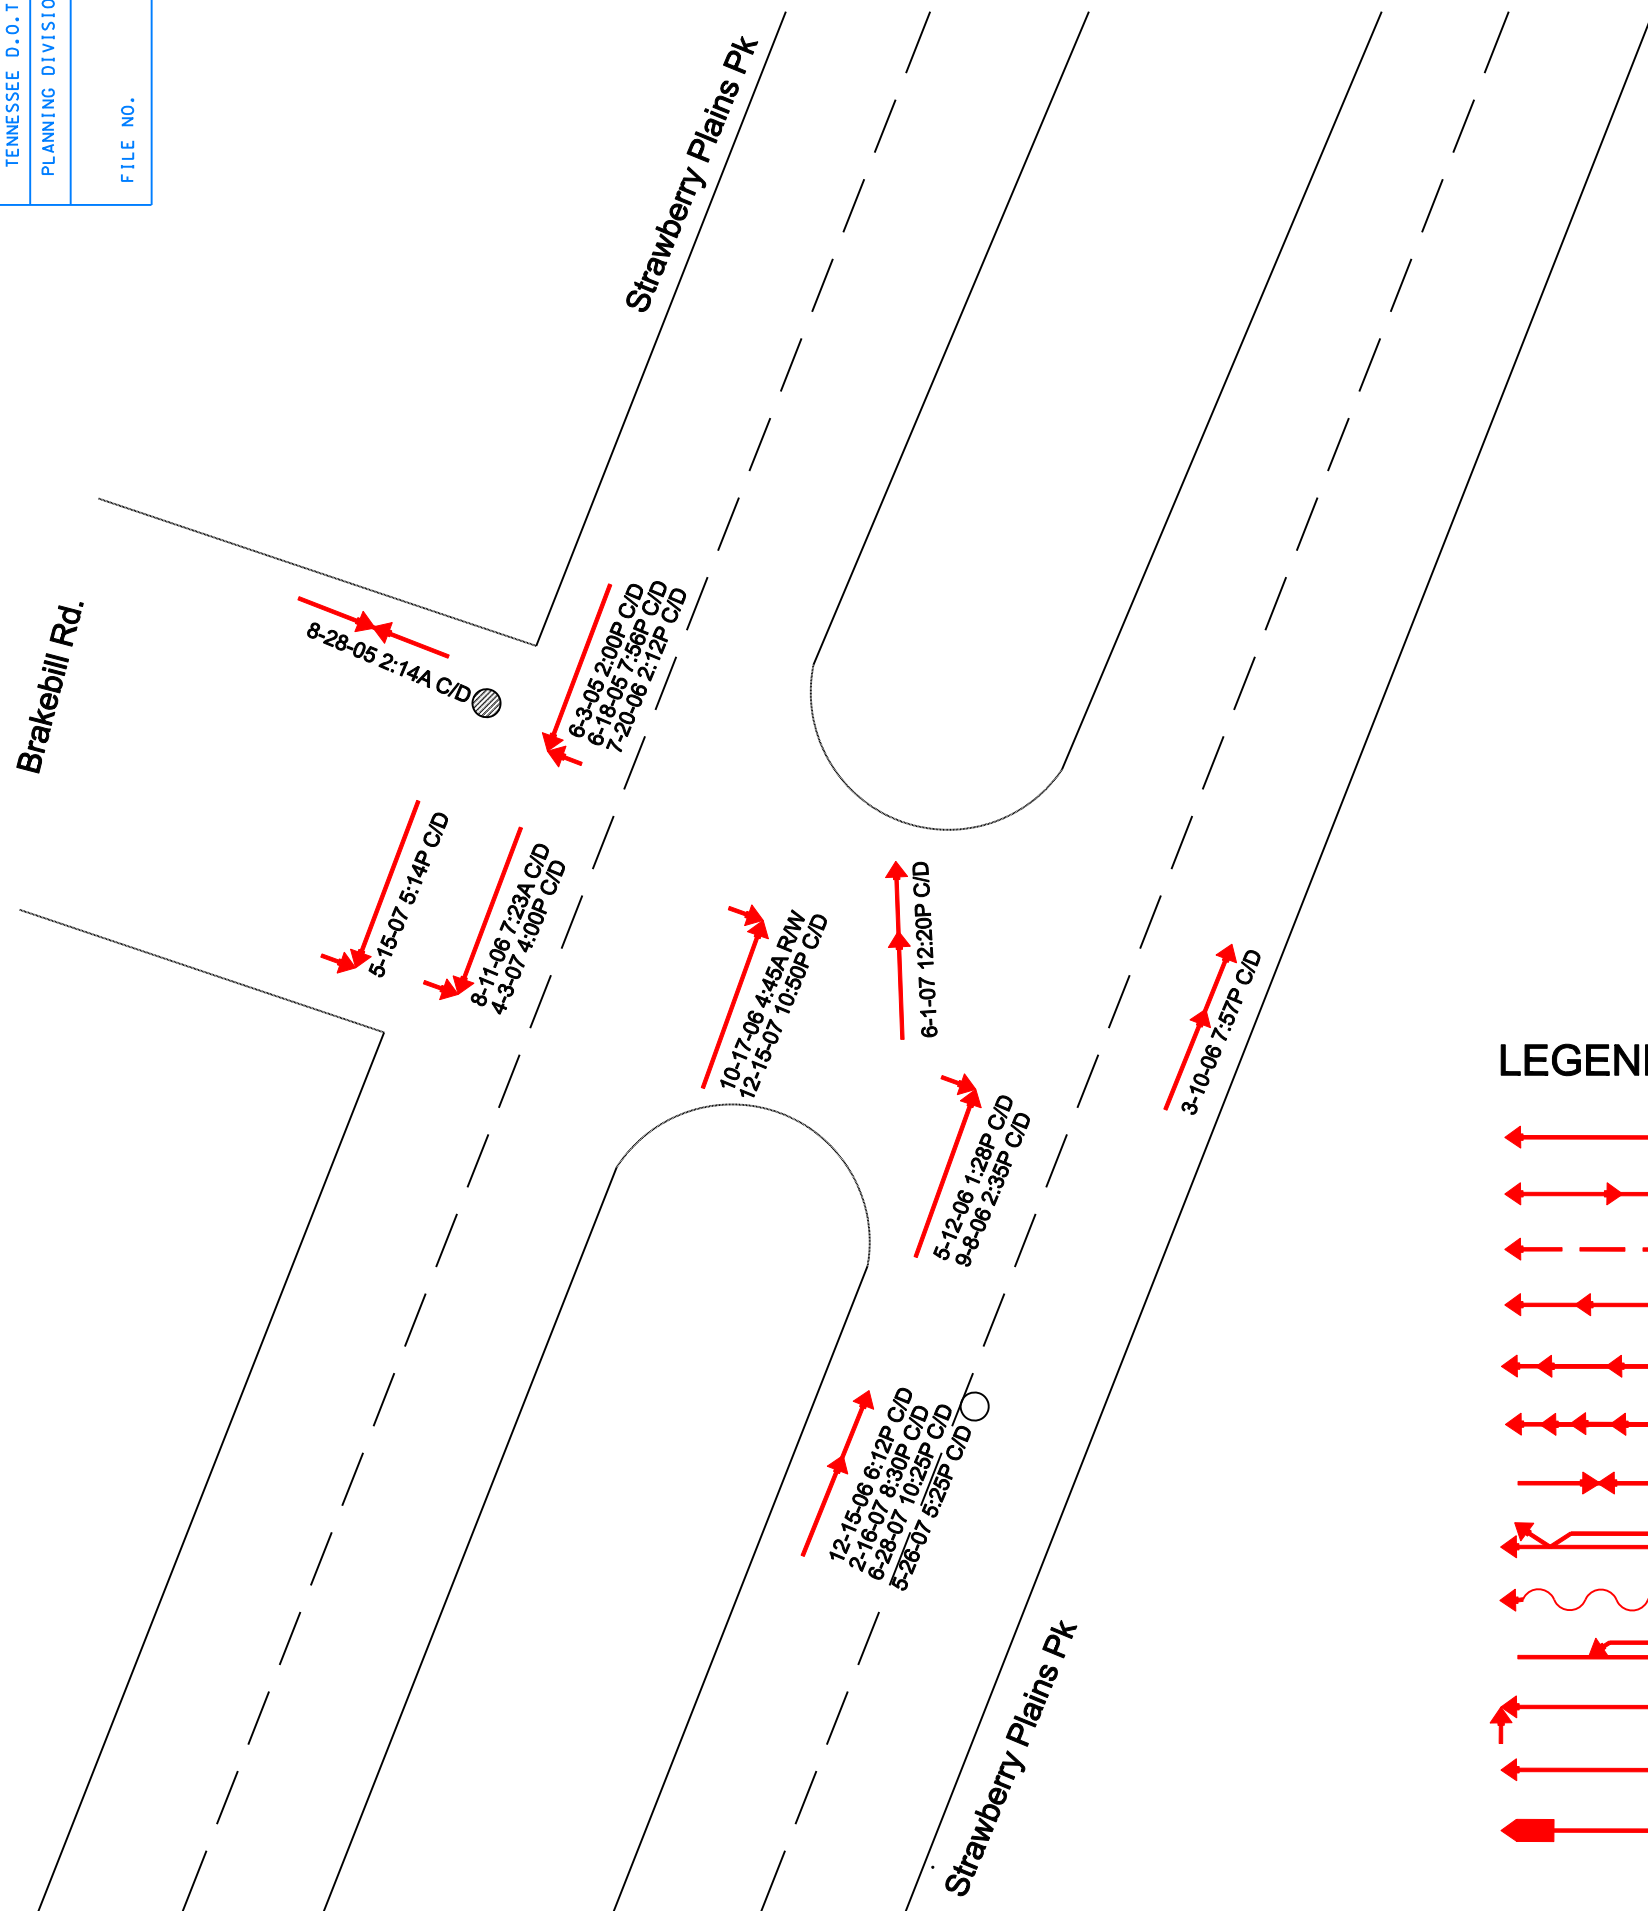 TENNESSEE D.O.T
PLANNING DIVISIO
FILE NO.
Strawberry Plains Pk
Brakebill Rd.
8-28-05 2:14A C/D
6-3-05 2:00P C/D
6-18-05 7:56P C/D
7-20-06 2:12P C/D
5-15-07 5:14P C/D
8-11-06 7:23A C/D
4-3-07 4:00P C/D
10-17-06 4:45A R/W
12-15-07 10:50P C/D
6-1-07 12:20P C/D
3-10-06 7:57P C/D
5-12-06 1:28P C/D
9-8-06 2:35P C/D
12-15-06 6:12P C/D
2-16-07 8:30P C/D
6-28-07 10:25P C/D
5-26-07 5:25P C/D
Strawberry Plains Pk
LEGEN